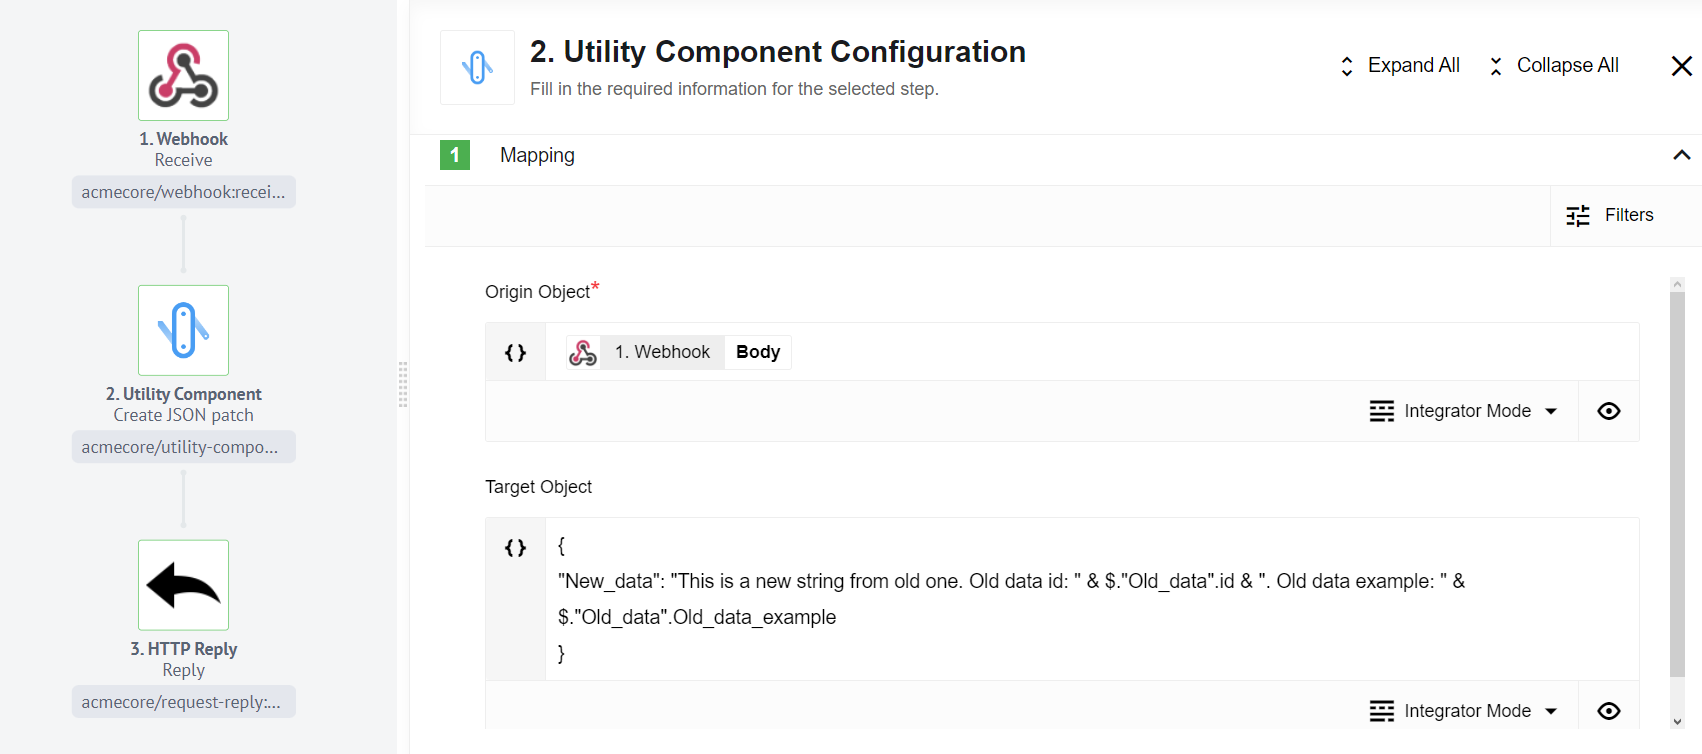 1. Webhook
Receive
acmecore/webhook:recei...
2. Utility Component
Create JSON patch
acmecore/utility-compo...
3. HTTP Reply
Reply
acmecore/request-reply:...
2. Utility Component Configuration
Fill in the required information for the selected step.
Expand All
Collapse All
1 Mapping
Filters
Origin Object*
{} 1. Webhook Body
Integrator Mode
Target Object
{} {
"New_data": "This is a new string from old one. Old data id: " & $."Old_data".id & ". Old data example: " &
$."Old_data".Old_data_example
}
Integrator Mode